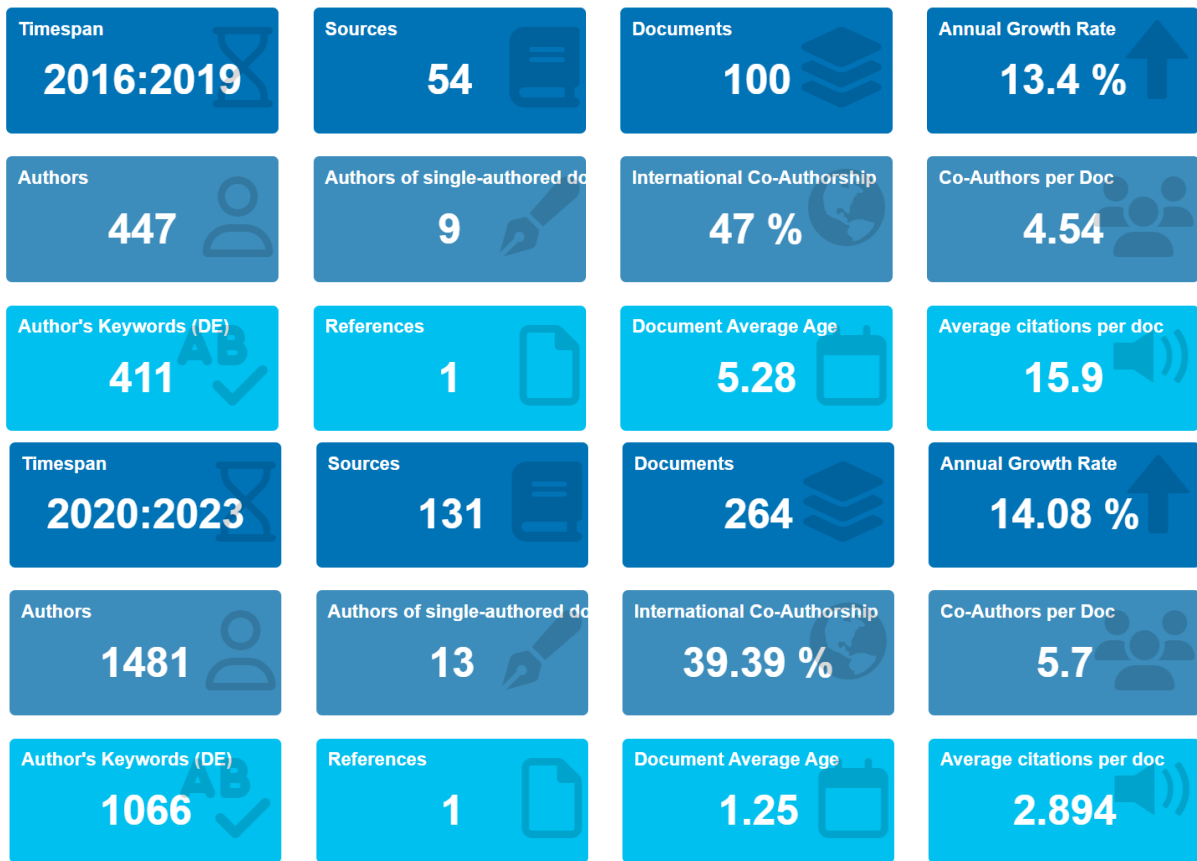 Timespan
2016:2019
Sources
54
Documents
100
Annual Growth Rate
13.4 %
Authors
447
Authors of single-authored do
9
International Co-Authorship
47 %
Co-Authors per Doc
4.54
Author's Keywords (DE)
411
References
1
Document Average Age
5.28
Average citations per doc
15.9
Timespan
2020:2023
Sources
131
Documents
264
Annual Growth Rate
14.08 %
Authors
1481
Authors of single-authored do
13
International Co-Authorship
39.39 %
Co-Authors per Doc
5.7
Author's Keywords (DE)
1066
References
1
Document Average Age
1.25
Average citations per doc
2.894